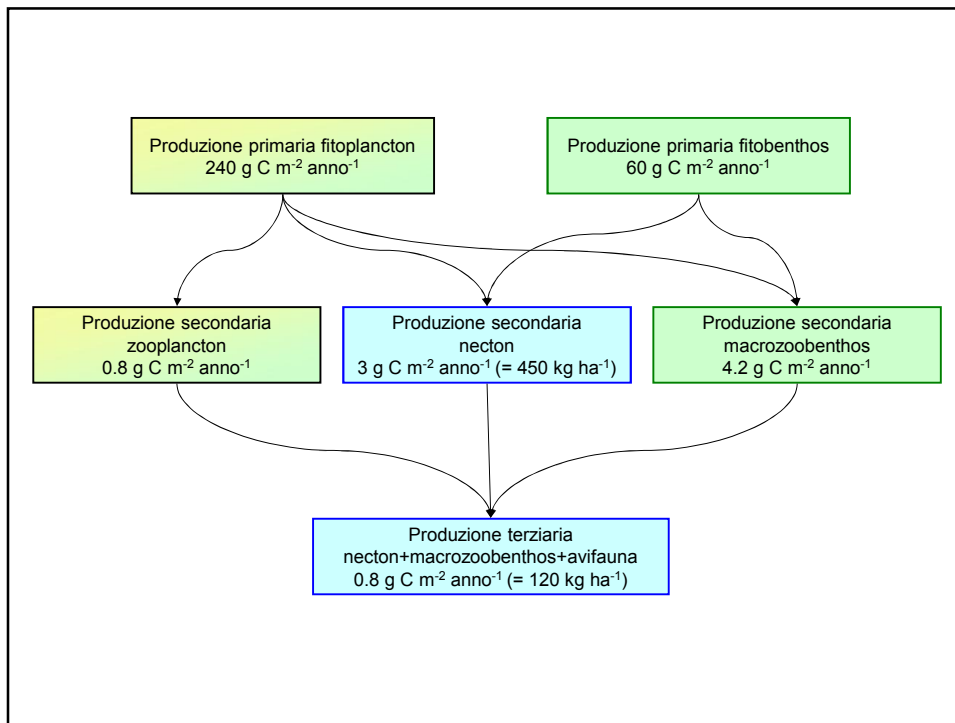 Produzione primaria fitoplancton
240 g C m⁻² anno⁻¹
Produzione primaria fitobenthos
60 g C m⁻² anno⁻¹
Produzione secondaria
zooplancton
0.8 g C m⁻² anno⁻¹
Produzione secondaria
necton
3 g C m⁻² anno⁻¹ (= 450 kg ha⁻¹)
Produzione secondaria
macrozoobenthos
4.2 g C m⁻² anno⁻¹
Produzione terziaria
necton+macrozoobenthos+avifauna
0.8 g C m⁻² anno⁻¹ (= 120 kg ha⁻¹)